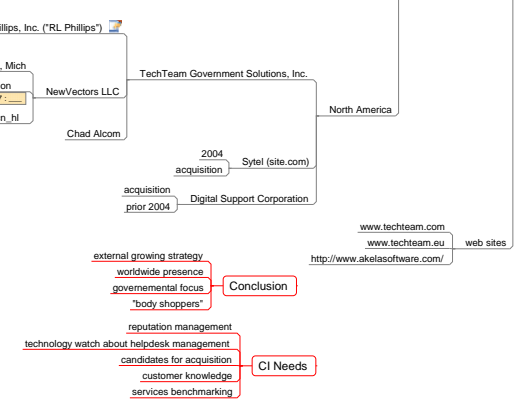 illips, Inc. ("RL Phillips")
, Mich
on
7 : ___
n_hl
NewVectors LLC
Chad Alcom
TechTeam Government Solutions, Inc.
North America
2004
acquisition
Sytel (site.com)
acquisition
prior 2004
Digital Support Corporation
www.techteam.com
www.techteam.eu
http://www.akelasoftware.com/
web sites
external growing strategy
worldwide presence
governemental focus
"body shoppers"
Conclusion
reputation management
technology watch about helpdesk management
candidates for acquisition
customer knowledge
services benchmarking
CI Needs